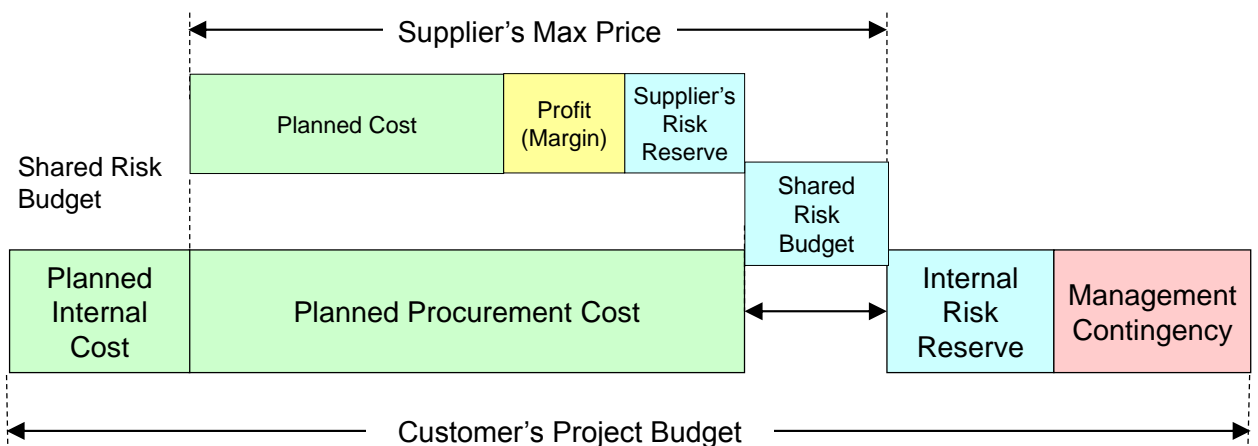 Supplier’s Max Price
Planned Cost
Profit
(Margin)
Supplier’s
Risk
Reserve
Shared Risk
Budget
Shared
Risk
Budget
Planned
Internal
Cost
Planned Procurement Cost
Internal
Risk
Reserve
Management
Contingency
Customer’s Project Budget